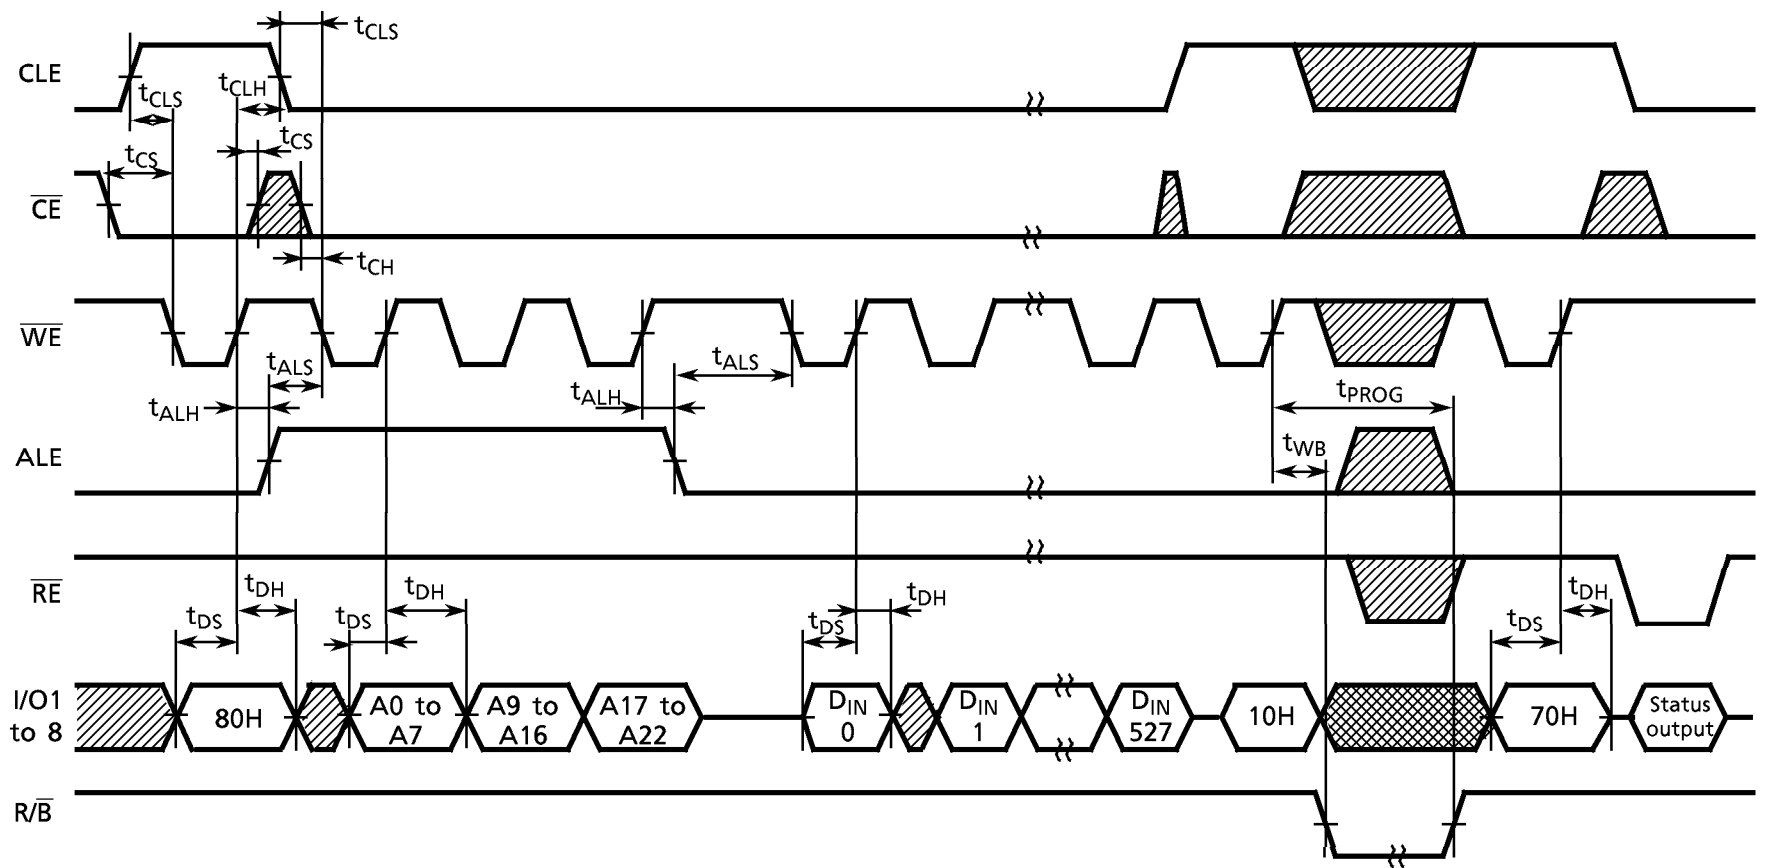 tCLS
CLE
tCLS
tCLH
tCS
tCS
CE
tCH
WE
tALS
tALS
tALH
tALH
tPROG
ALE
tWB
RE
tDH
tDH
tDH
tDH
tDS
tDS
tDS
tDS
I/O1
to 8
80H
A0 to
A7
A9 to
A16
A17 to
A22
DIN
0
DIN
1
DIN
527
10H
70H
Status
output
R/B